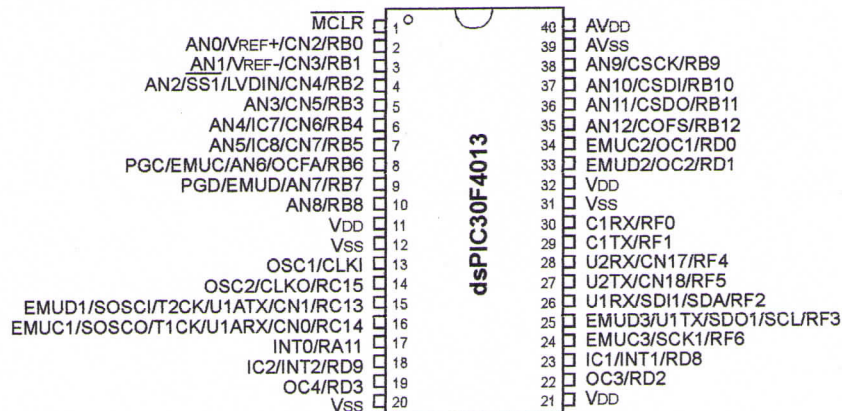 MCLR 1
AN0/VREF+/CN2/RB0 2
AN1/VREF-/CN3/RB1 3
AN2/SS1/LVDIN/CN4/RB2 4
AN3/CN5/RB3 5
AN4/IC7/CN6/RB4 6
AN5/IC8/CN7/RB5 7
PGC/EMUC/AN6/OCFA/RB6 8
PGD/EMUD/AN7/RB7 9
AN8/RB8 10
VDD 11
VSS 12
OSC1/CLKI 13
OSC2/CLKO/RC15 14
EMUD1/SOSCI/T2CK/U1ATX/CN1/RC13 15
EMUC1/SOSCO/T1CK/U1ARX/CN0/RC14 16
INT0/RA11 17
IC2/INT2/RD9 18
OC4/RD3 19
VSS 20
dsPIC30F4013
40 AVDD
39 AVSS
38 AN9/CSCK/RB9
37 AN10/CSDI/RB10
36 AN11/CSDO/RB11
35 AN12/COFS/RB12
34 EMUC2/OC1/RD0
33 EMUD2/OC2/RD1
32 VDD
31 VSS
30 C1RX/RF0
29 C1TX/RF1
28 U2RX/CN17/RF4
27 U2TX/CN18/RF5
26 U1RX/SDI1/SDA/RF2
25 EMUD3/U1TX/SDO1/SCL/RF3
24 EMUC3/SCK1/RF6
23 IC1/INT1/RD8
22 OC3/RD2
21 VDD